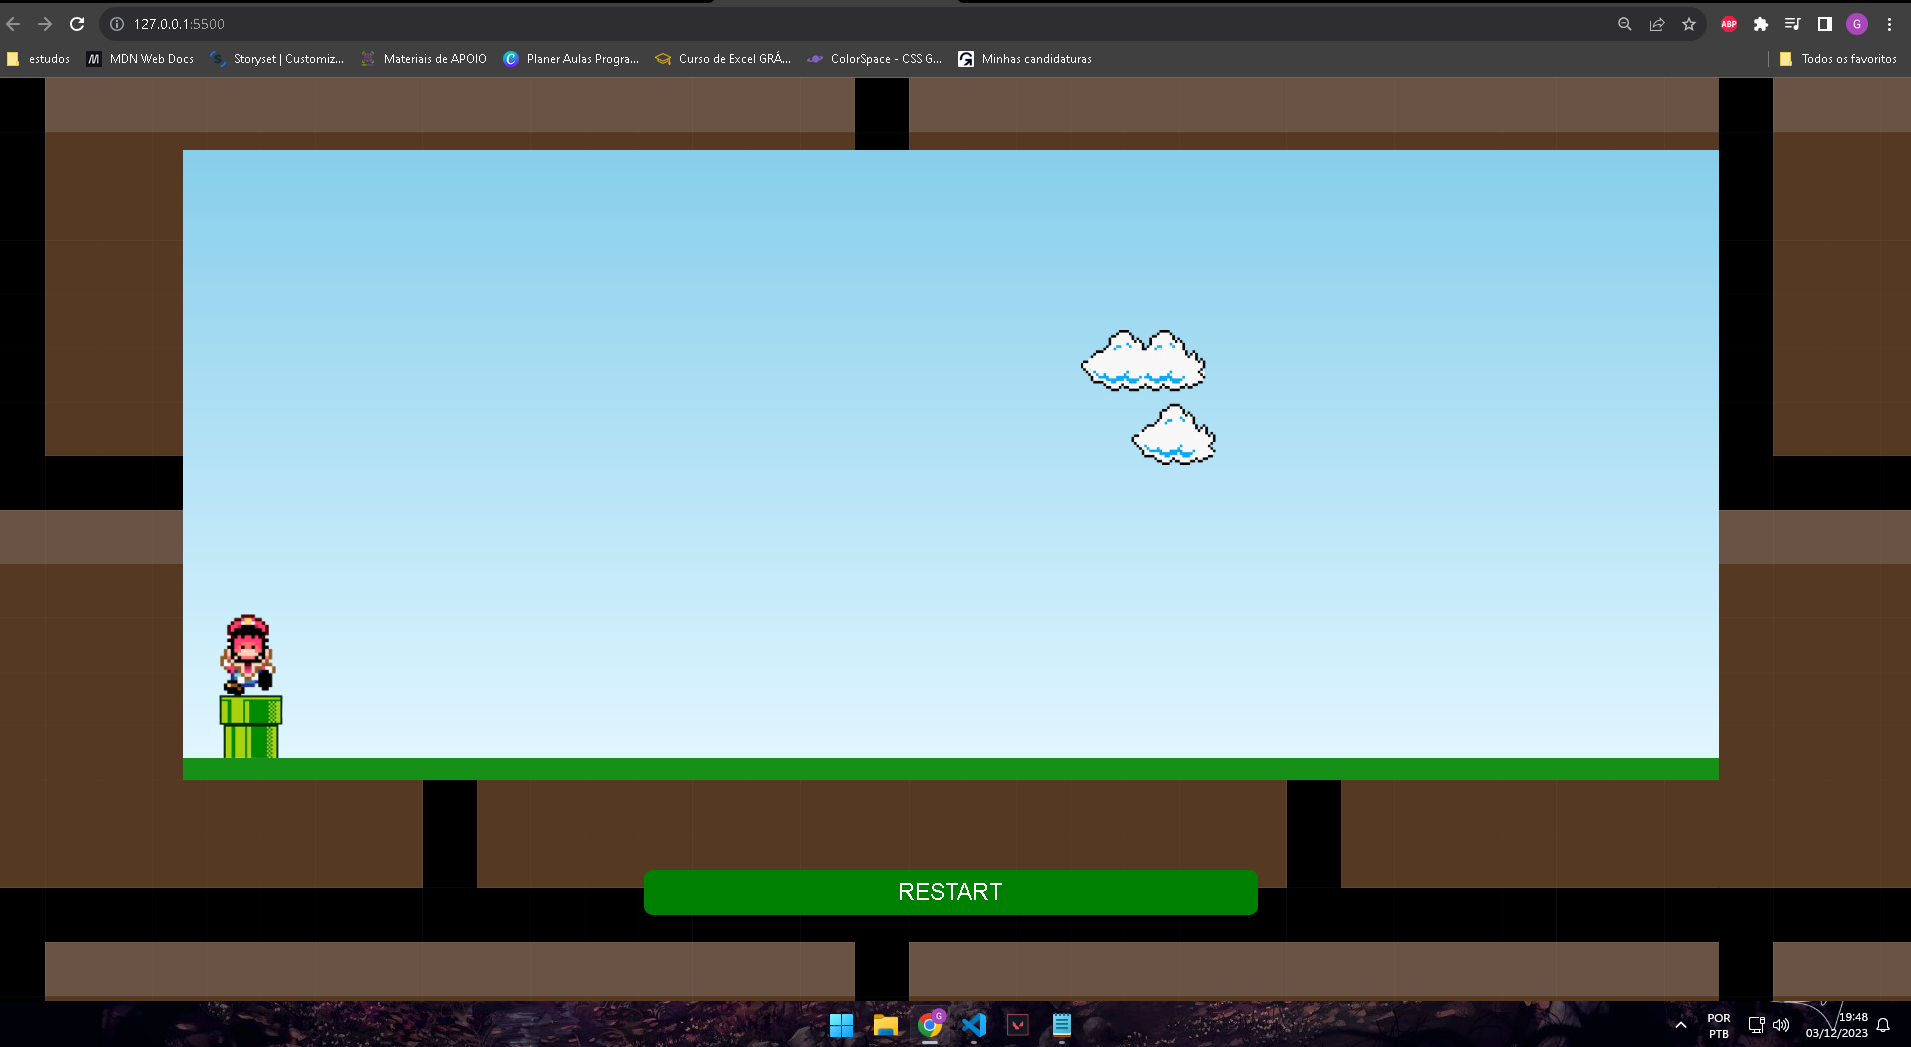 127.0.0.1:5500
ABP
G
estudos
MDN Web Docs
Storyset | Customiz...
Materiais de APOIO
Planer Aulas Progra...
Curso de Excel GRÁ...
ColorSpace - CSS G...
Minhas candidaturas
Todos os favoritos
RESTART
G
POR
PTB
19:48
03/12/2023